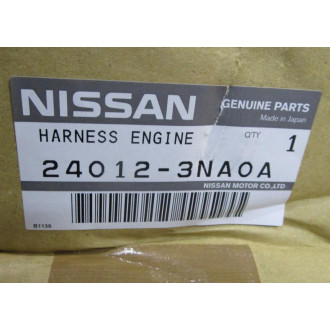 NISSAN
GENUINE PARTS
Made in Japan
HARNESS ENGINE
QTY
1
24012-3NA0A
NISSAN MOTOR CO.,LTD
B1136